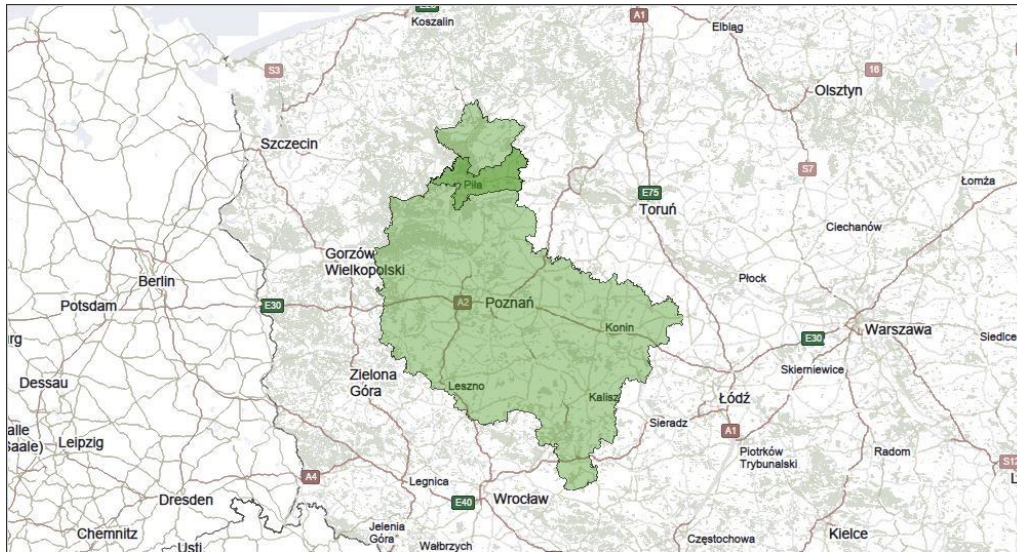 Koszalin
A1
Elbląg
S3
16
Olsztyn
Szczecin
S7
Piła
E75
Łomża
Toruń
Ciechanów
Gorzów
Wielkopolski
Berlin
Płock
Potsdam
E30
A2
Poznań
Konin
Warszawa
E30
Siedlce
Skierniewice
Dessau
Zielona
Góra
Leszno
Kalisz
Łódź
Sieradz
A1
Leipzig
Piotrków
Trybunalski
Radom
A4
Legnica
S12
Dresden
E40
Wrocław
Chemnitz
Jelenia
Góra
Kielce
Częstochowa
Wałbrzych
Usti